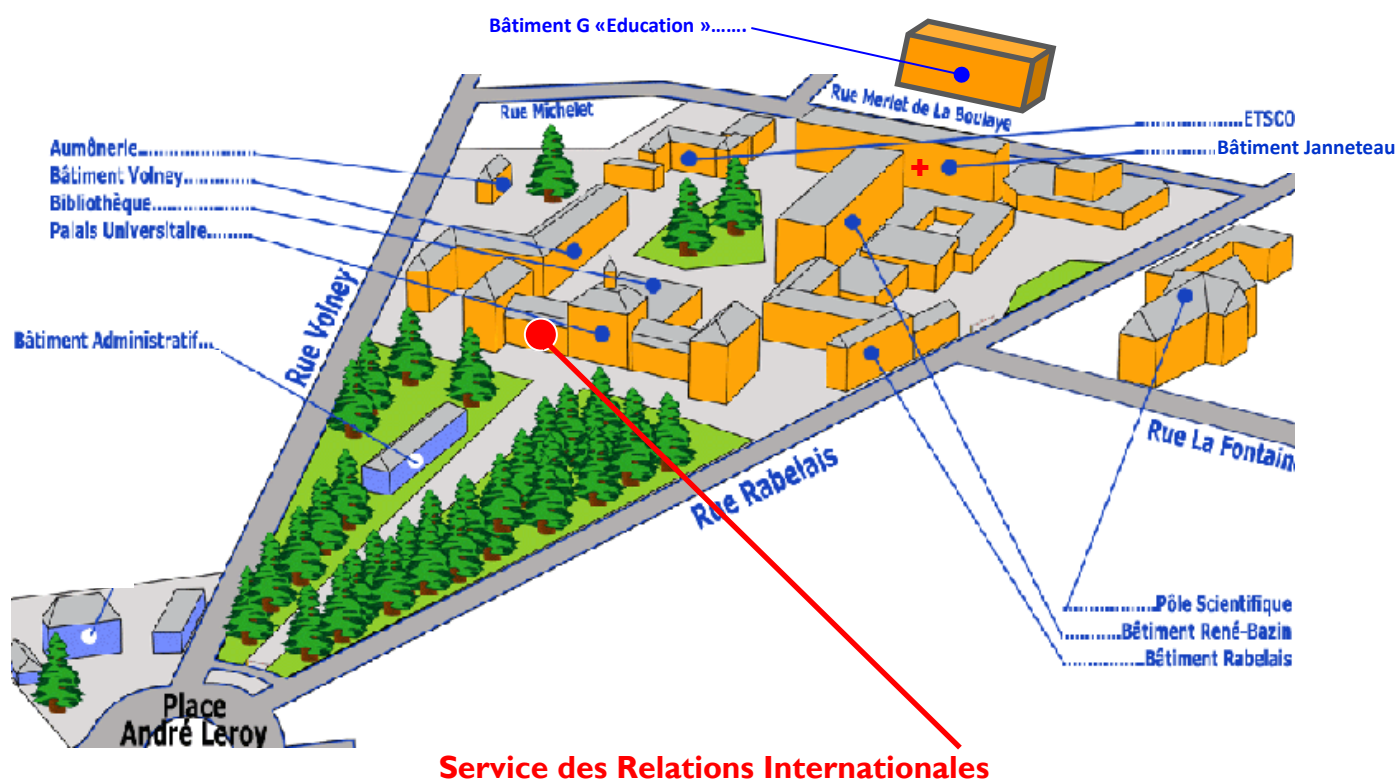 Bâtiment G «Education ».......
Rue Michelet
Rue Merlet de La Boulaye
ETSCO
Bâtiment Janneteau
Aumônerie
Bâtiment Volney
Bibliothèque
Palais Universitaire
Rue Volney
Bâtiment Administratif...
Rue La Fontain
Rue Rabelais
Pôle Scientifique
Bâtiment René-Bazin
Bâtiment Rabelais
Place
André Leroy
Service des Relations Internationales